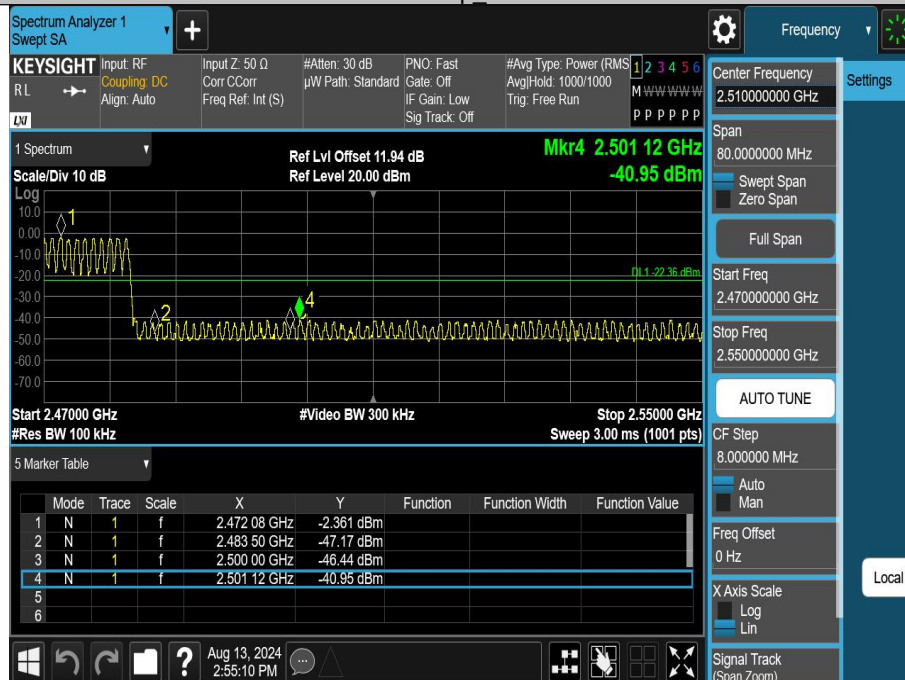 Spectrum Analyzer 1
Swept SA
+
Frequency
KEYSIGHT
RL
LXI
Input: RF
Coupling: DC
Align: Auto
Input Z: 50 Ω
Corr CCorr
Freq Ref: Int (S)
#Atten: 30 dB
µW Path: Standard
PNO: Fast
Gate: Off
IF Gain: Low
Sig Track: Off
#Avg Type: Power (RMS
Avg|Hold: 1000/1000
Trig: Free Run
1 2 3 4 5 6
M W W W W W
P P P P P P
Center Frequency
2.510000000 GHz
Settings
1 Spectrum
Scale/Div 10 dB
Ref Lvl Offset 11.94 dB
Ref Level 20.00 dBm
Mkr4 2.501 12 GHz
-40.95 dBm
Span
80.0000000 MHz
Swept Span
Zero Span
Full Span
Start Freq
2.470000000 GHz
Stop Freq
2.550000000 GHz
AUTO TUNE
CF Step
8.000000 MHz
Auto
Man
Freq Offset
0 Hz
X Axis Scale
Log
Lin
Signal Track
(Span Zoom)
Local
Log
10.0
0.00
-10.0
-20.0
-30.0
-40.0
-50.0
-60.0
-70.0
1
2
4
DL1 -22.36 dBm
Start 2.47000 GHz
#Res BW 100 kHz
#Video BW 300 kHz
Stop 2.55000 GHz
Sweep 3.00 ms (1001 pts)
5 Marker Table
Mode Trace Scale X Y Function Function Width Function Value
1 N 1 f 2.472 08 GHz -2.361 dBm
2 N 1 f 2.483 50 GHz -47.17 dBm
3 N 1 f 2.500 00 GHz -46.44 dBm
4 N 1 f 2.501 12 GHz -40.95 dBm
5
6
?
Aug 13, 2024
2:55:10 PM